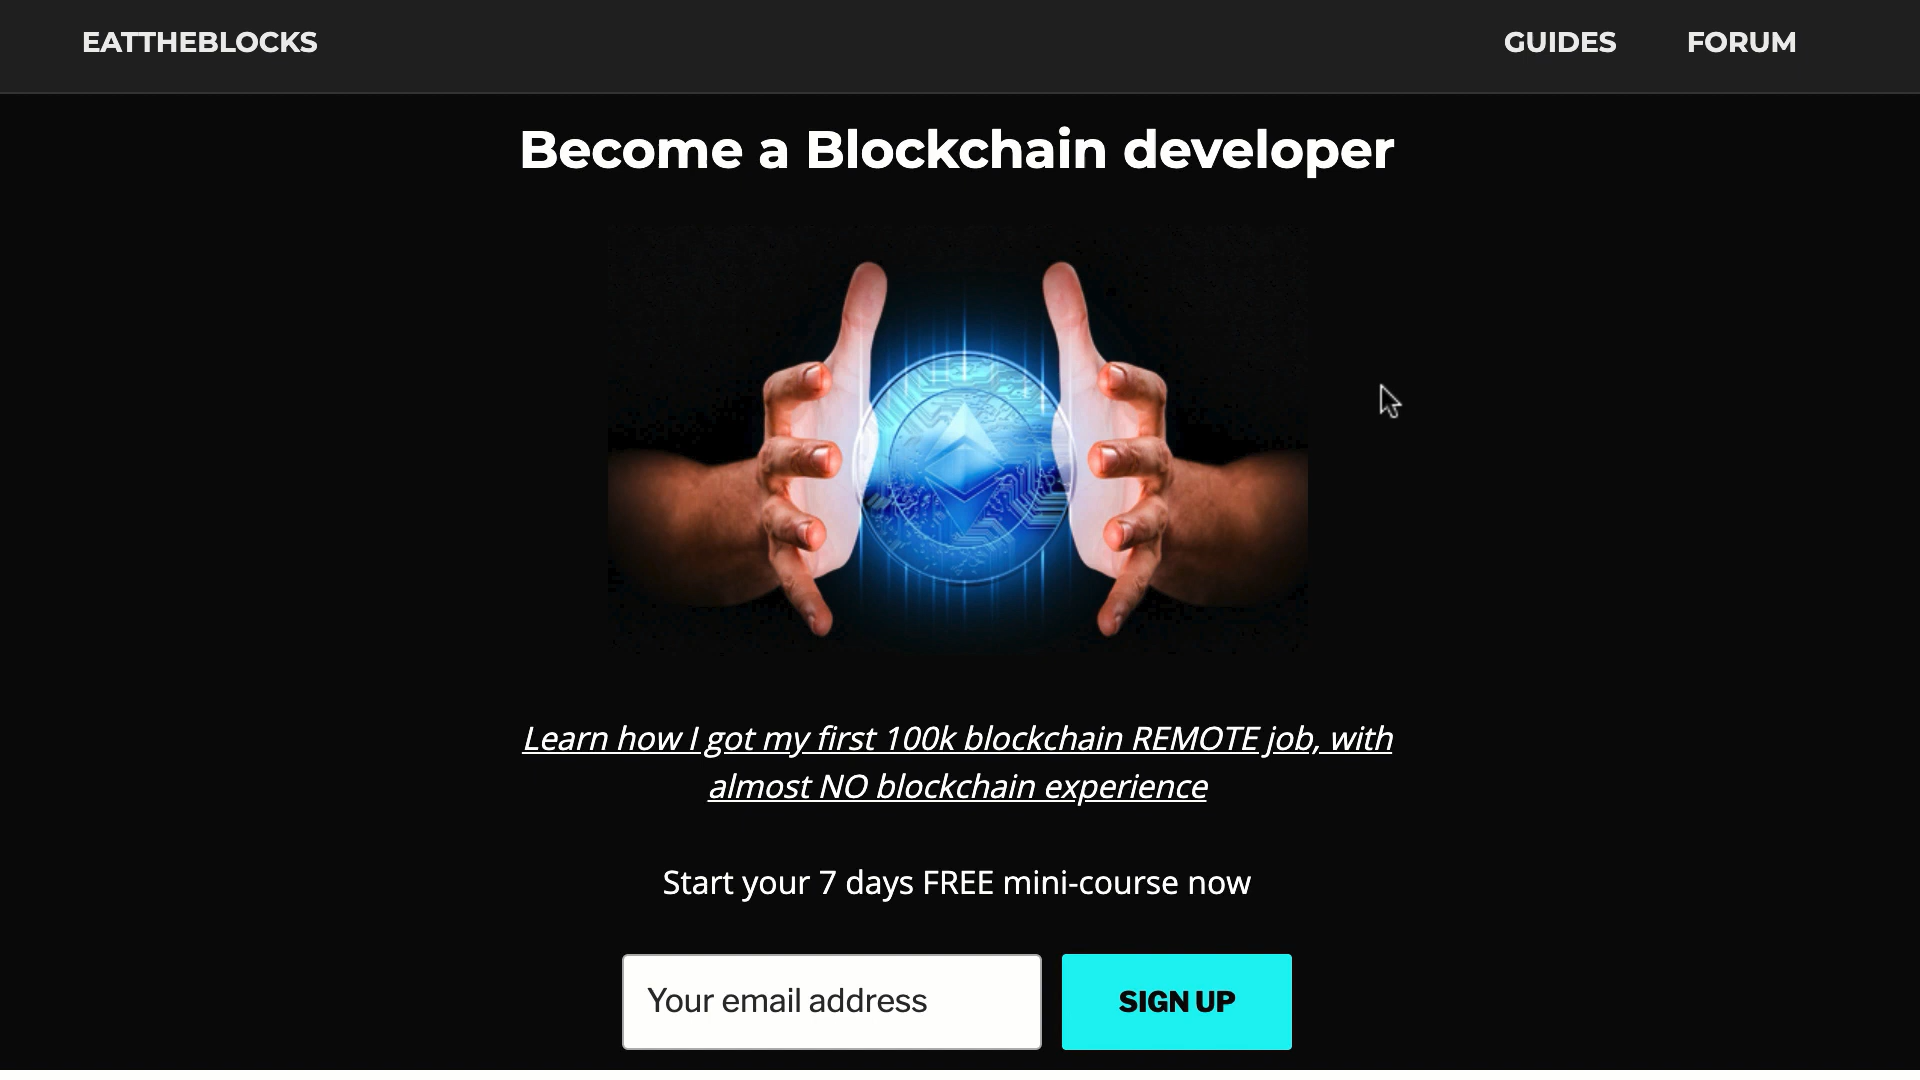 EATTHEBLOCKS
GUIDES
FORUM
Become a Blockchain developer
Learn how I got my first 100k blockchain REMOTE job, with
almost NO blockchain experience
Start your 7 days FREE mini-course now
Your email address
SIGN UP